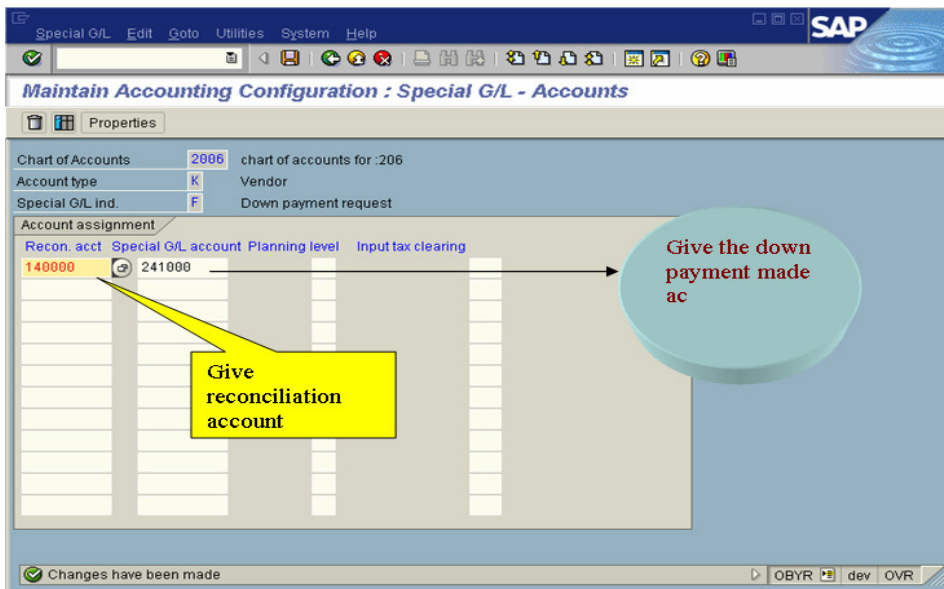 Special G/L Edit Goto Utilities System Help
SAP
Maintain Accounting Configuration : Special G/L - Accounts
Properties
Chart of Accounts 2006 chart of accounts for :206
Account type K Vendor
Special G/L ind. F Down payment request
Account assignment
Recon. acct Special G/L account Planning level Input tax clearing
140000 241000
Give the down
payment made
ac
Give
reconciliation
account
Changes have been made
OBYR dev OVR